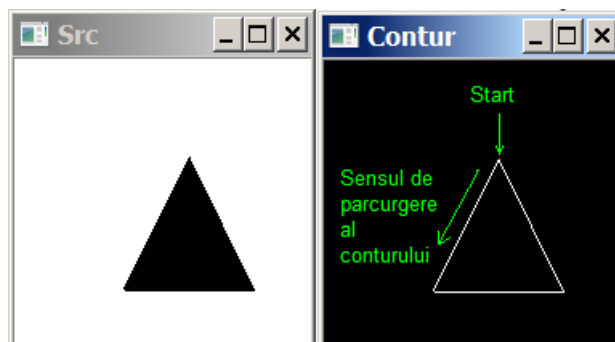 Src
Contur
Start
Sensul de
parcurgere
al
conturului